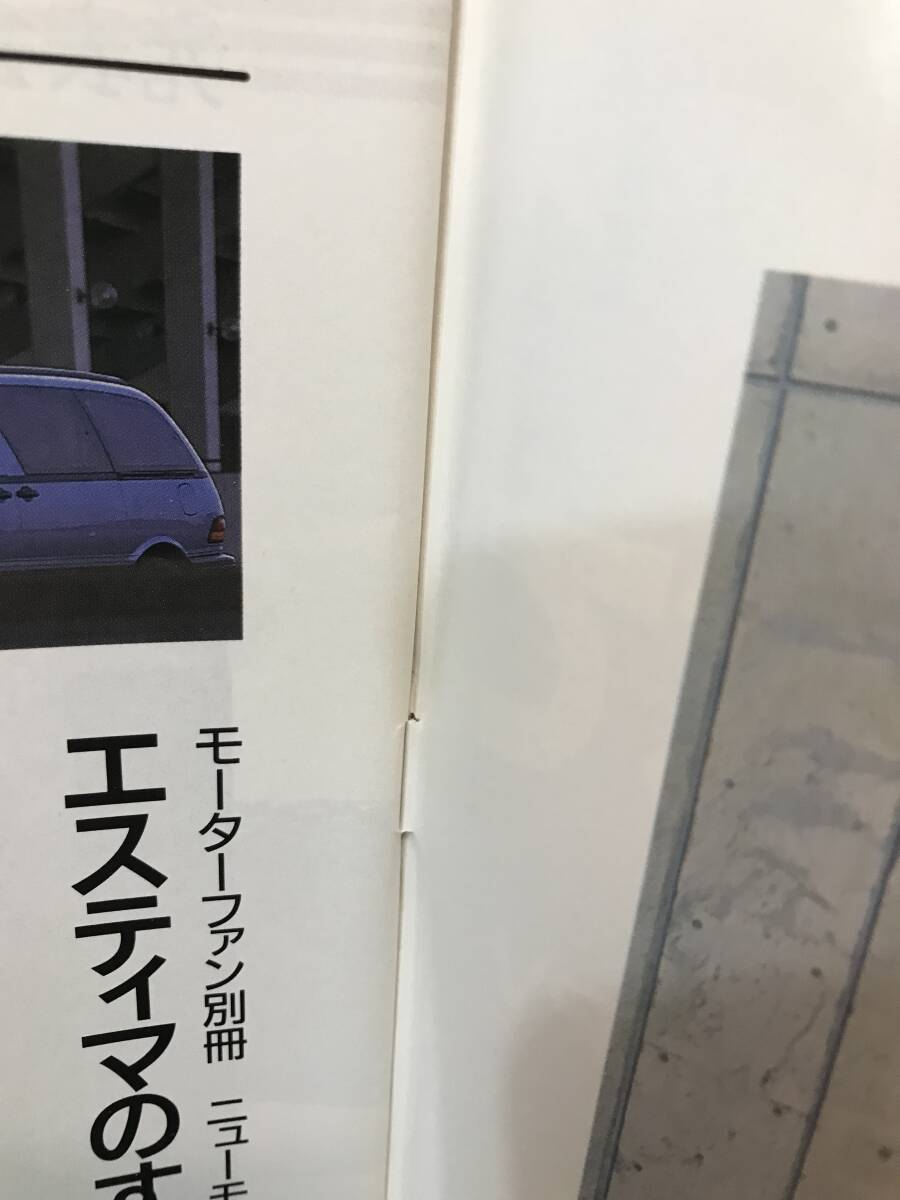 モーターファン別冊 ニューモ
エスティマのす